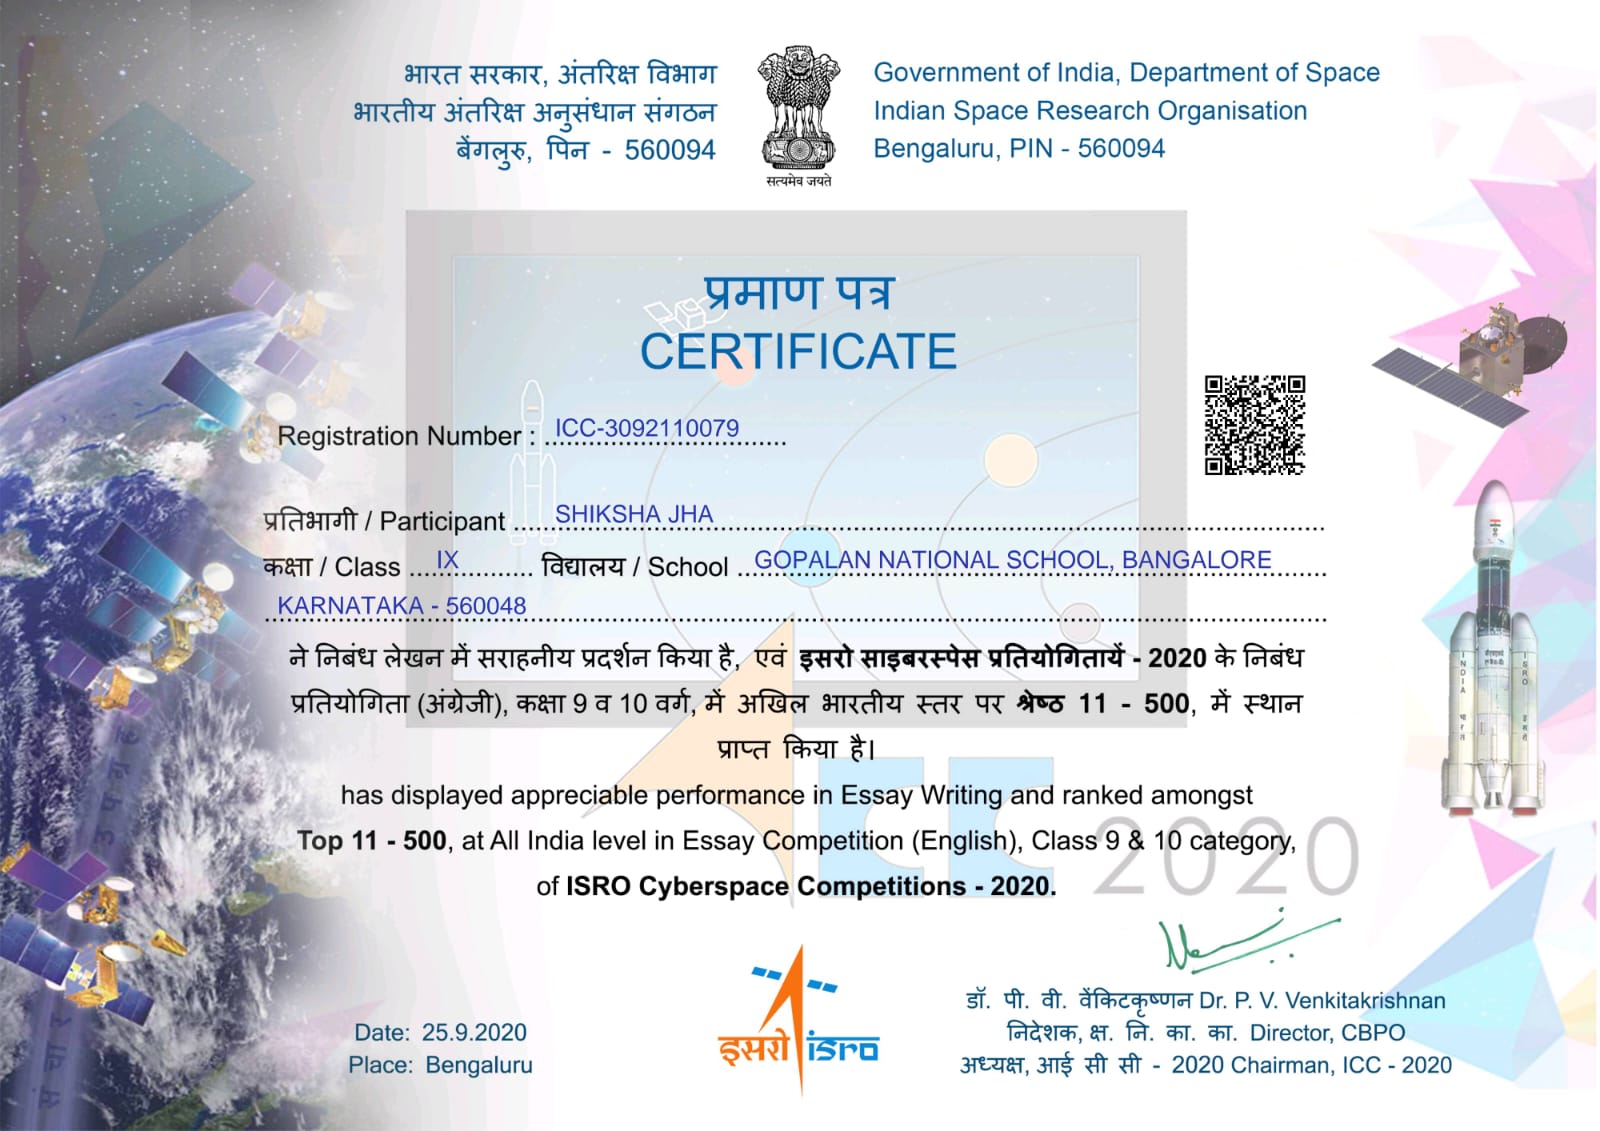 भारत सरकार, अंतरिक्ष विभाग
भारतीय अंतरिक्ष अनुसंधान संगठन
बेंगलुरु, पिन - 560094
सत्यमेव जयते
Government of India, Department of Space
Indian Space Research Organisation
Bengaluru, PIN - 560094
प्रमाण पत्र
CERTIFICATE
Registration Number : ICC-3092110079
प्रतिभागी / Participant SHIKSHA JHA
कक्षा / Class IX विद्यालय / School GOPALAN NATIONAL SCHOOL, BANGALORE
KARNATAKA - 560048
ने निबंध लेखन में सराहनीय प्रदर्शन किया है, एवं इसरो साइबरस्पेस प्रतियोगितायें - 2020 के निबंध
प्रतियोगिता (अंग्रेजी), कक्षा 9 व 10 वर्ग, में अखिल भारतीय स्तर पर श्रेष्ठ 11 - 500, में स्थान
प्राप्त किया है।
has displayed appreciable performance in Essay Writing and ranked amongst
Top 11 - 500, at All India level in Essay Competition (English), Class 9 & 10 category,
of ISRO Cyberspace Competitions - 2020.
ICC 2020
Date: 25.9.2020
Place: Bengaluru
इसरो isro
डॉ. पी. वी. वेंकिटकृष्णन Dr. P. V. Venkitakrishnan
निदेशक, क्ष. नि. का. का. Director, CBPO
अध्यक्ष, आई सी सी - 2020 Chairman, ICC - 2020
INDIA भारत
ISRO इसरो